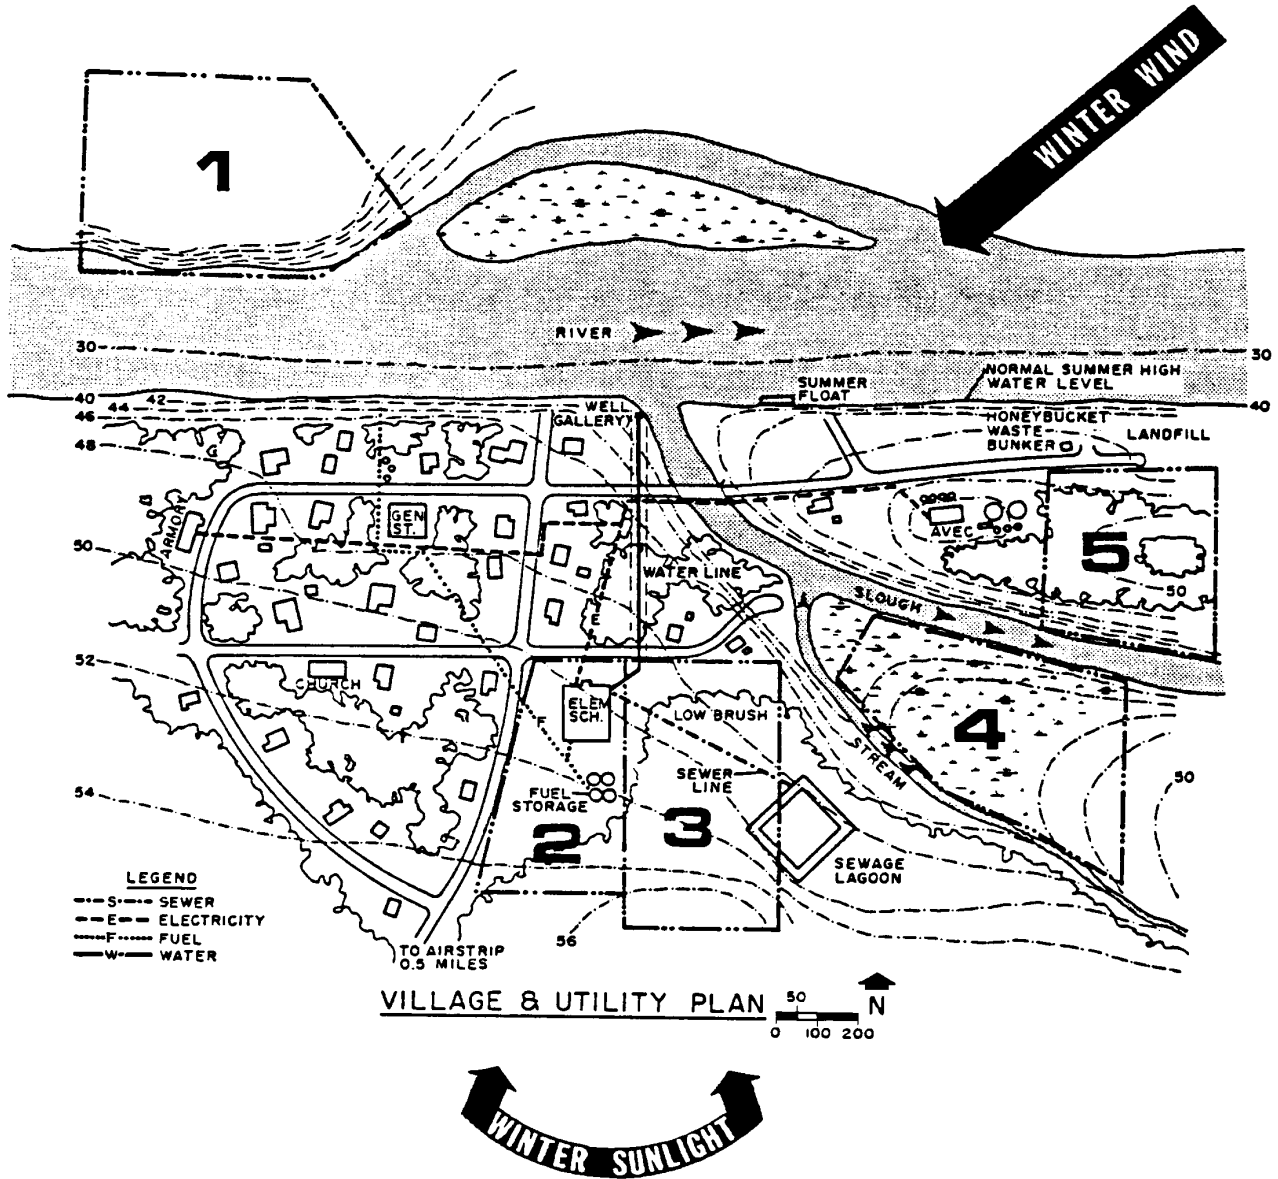 WINTER WIND
1
RIVER
30
30
NORMAL SUMMER HIGH
WATER LEVEL
SUMMER
FLOAT
40
42
44
46
48
40
WELL
(GALLERY)
HONEYBUCKET
WASTE
BUNKER
LANDFILL
ARMORY
GEN
ST.
AVEC
5
50
50
WATER LINE
E
SLOUGH
52
CHURCH
ELEM
SCH.
LOW BRUSH
4
STREAM
50
F
SEWER
LINE
FUEL
STORAGE
54
2
3
SEWAGE
LAGOON
LEGEND
S SEWER
E ELECTRICITY
F FUEL
W WATER
56
TO AIRSTRIP
0.5 MILES
VILLAGE & UTILITY PLAN
50
0 100 200
N
WINTER SUNLIGHT